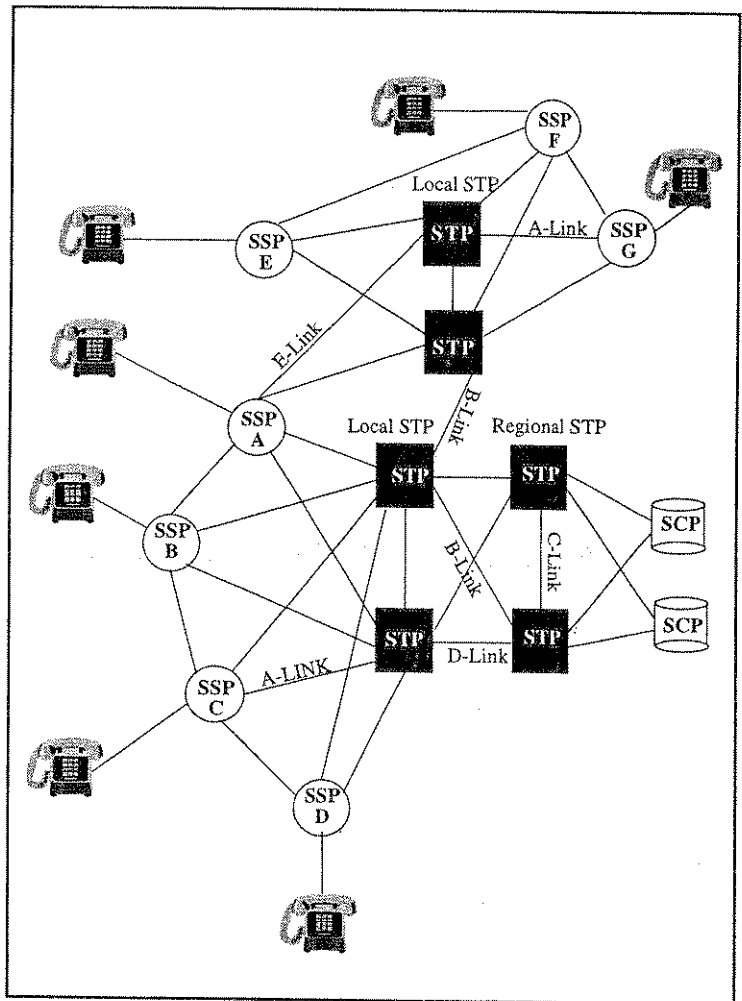 SSP
F
Local STP
STP
A-Link
SSP
E
SSP
G
E-Link
STP
B-Link
SSP
A
Local STP
Regional STP
STP
STP
SCP
SSP
B
B-Link
C-Link
SCP
STP
STP
D-Link
A-LINK
SSP
C
SSP
D